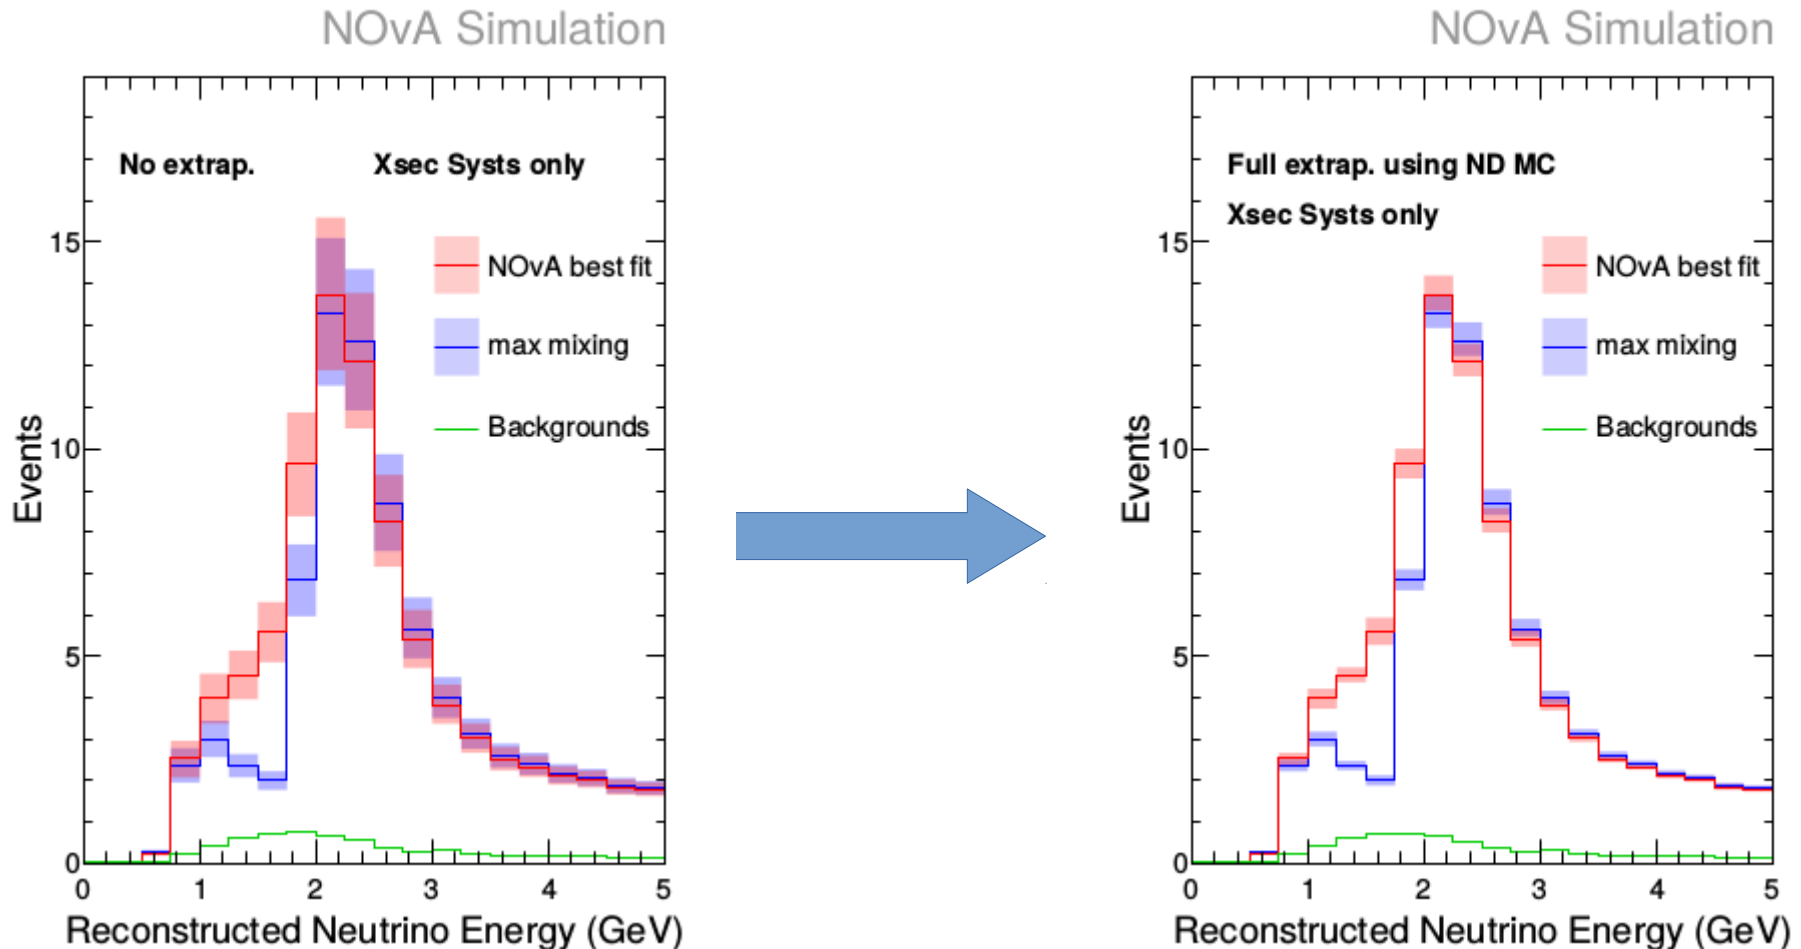 NOvA Simulation
No extrap. Xsec Systs only
NOvA best fit
max mixing
Backgrounds
15
10
5
0
Events
0 1 2 3 4 5
Reconstructed Neutrino Energy (GeV)
NOvA Simulation
Full extrap. using ND MC
Xsec Systs only
NOvA best fit
max mixing
Backgrounds
15
10
5
0
Events
0 1 2 3 4 5
Reconstructed Neutrino Energy (GeV)